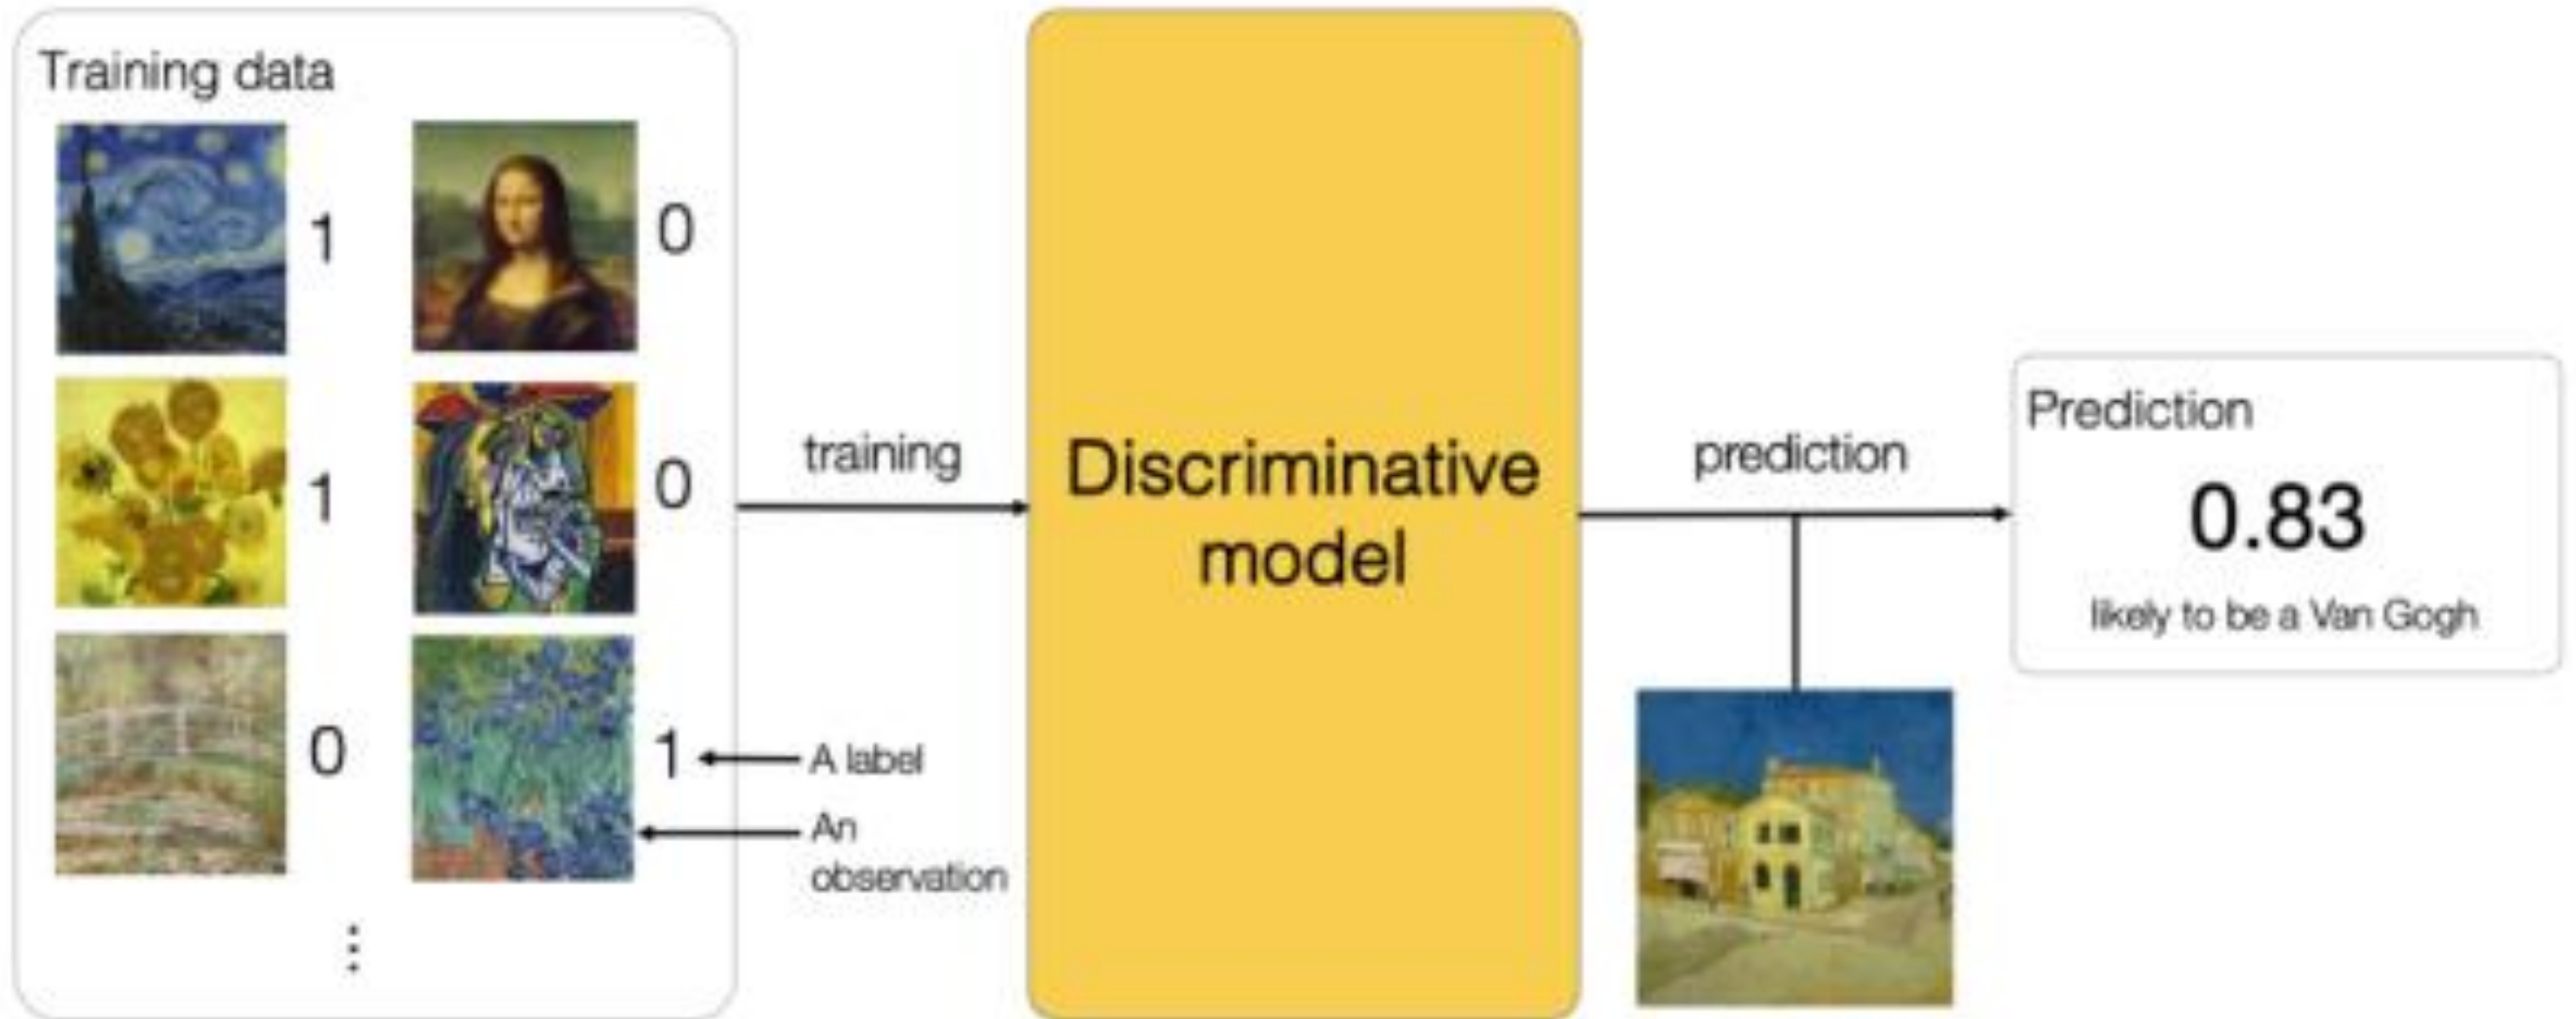 Training data
1
0
1
0
0
1
A label
An
observation
⋮
training
Discriminative
model
prediction
Prediction
0.83
likely to be a Van Gogh